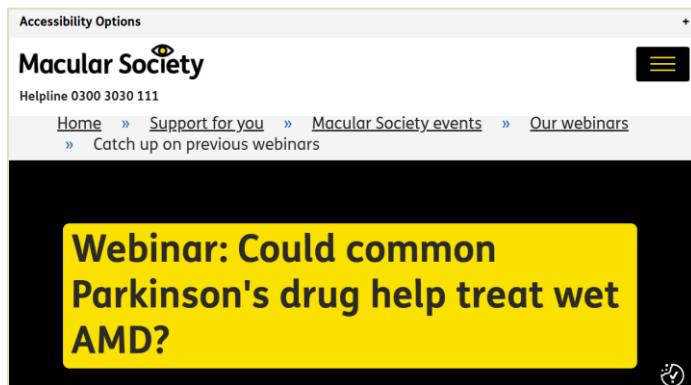 Accessibility Options +
Macular Society
Helpline 0300 3030 111
Home » Support for you » Macular Society events » Our webinars
» Catch up on previous webinars
Webinar: Could common
Parkinson's drug help treat wet
AMD?